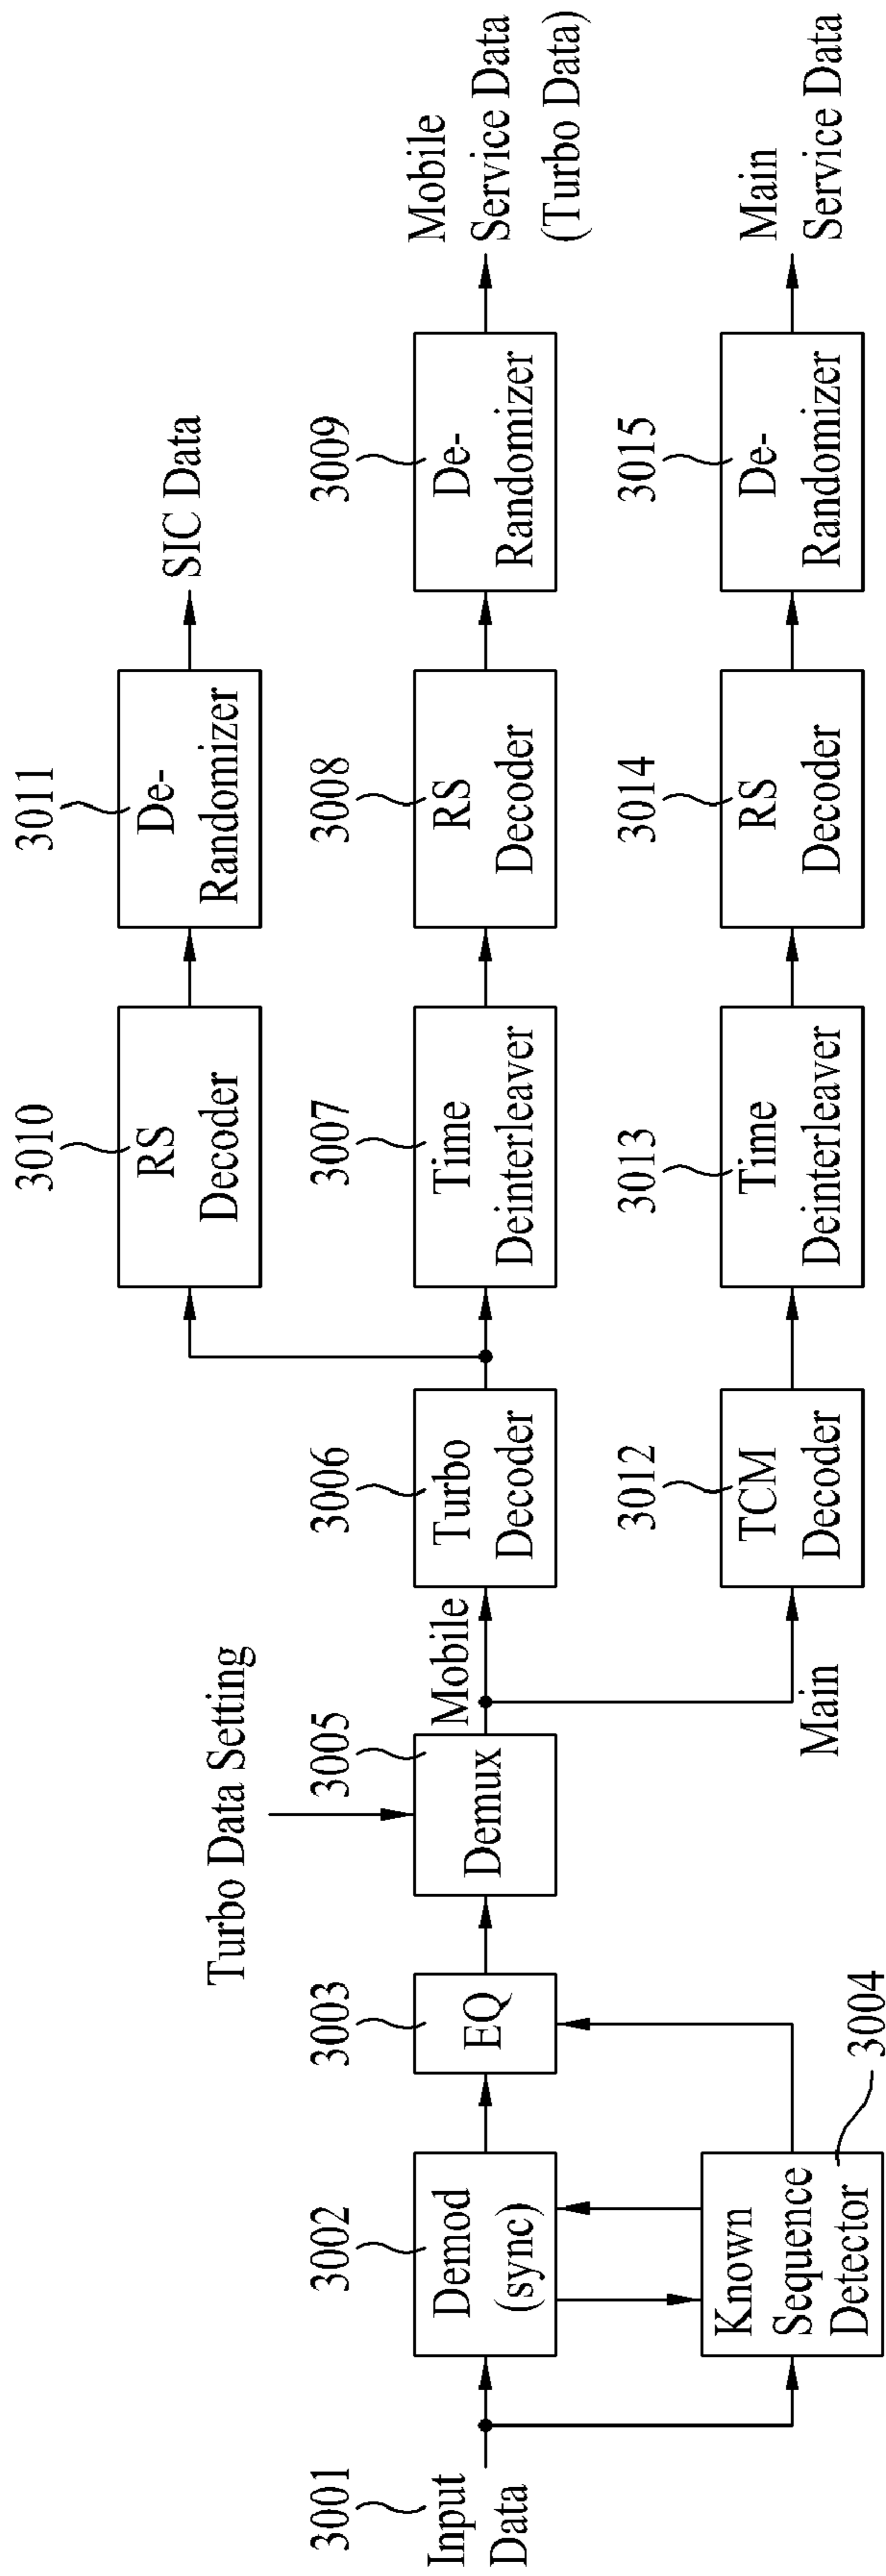 3011
3010
De-
Randomizer
SIC Data
RS
Decoder
Turbo Data Setting
3001
Input
Data
3002
Demod
(sync)
3003
EQ
3005
Demux
Mobile
3006
Turbo
Decoder
3007
Time
Deinterleaver
3008
RS
Decoder
3009
De-
Randomizer
Mobile
Service Data
(Turbo Data)
Known
Sequence
Detector
3004
Main
3012
TCM
Decoder
3013
Time
Deinterleaver
3014
RS
Decoder
3015
De-
Randomizer
Main
Service Data